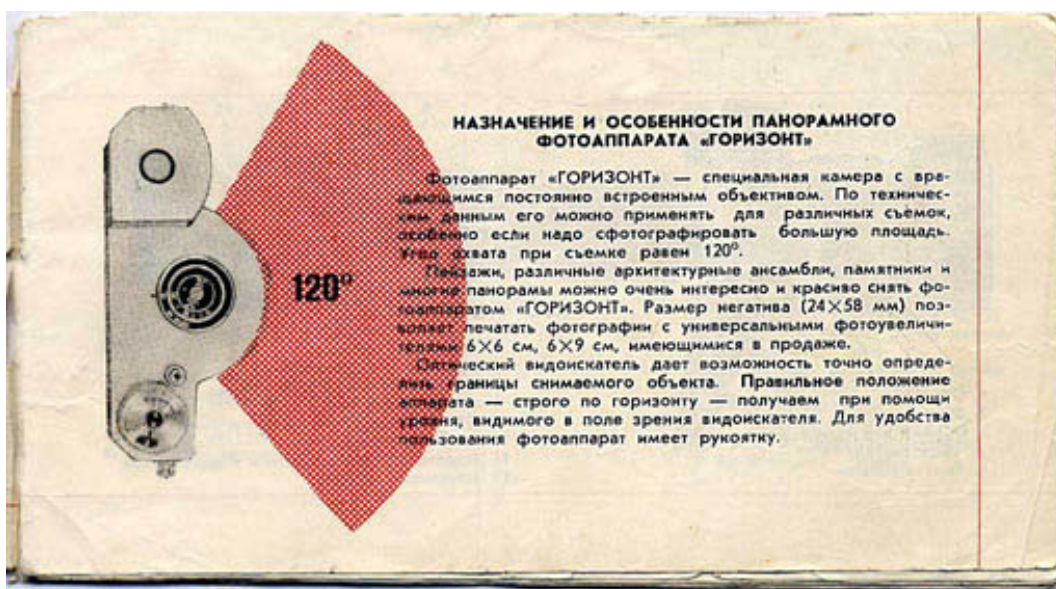 НАЗНАЧЕНИЕ И ОСОБЕННОСТИ ПАНОРАМНОГО
ФОТОАППАРАТА «ГОРИЗОНТ»
Фотоаппарат «ГОРИЗОНТ» — специальная камера с вра-
щающимся постоянно встроенным объективом. По техничес-
ким данным его можно применять для различных съёмок,
особенно если надо сфотографировать большую площадь.
Угол охвата при съемке равен 120°.
Пейзажи, различные архитектурные ансамбли, памятники и
многие панорамы можно очень интересно и красиво снять фо-
тоаппаратом «ГОРИЗОНТ». Размер негатива (24×58 мм) поз-
воляет печатать фотографии с универсальными фотоувеличи-
телями 6×6 см, 6×9 см, имеющимися в продаже.
Оптический видоискатель дает возможность точно опреде-
лить границы снимаемого объекта. Правильное положение
аппарата — строго по горизонту — получаем при помощи
уровня, видимого в поле зрения видоискателя. Для удобства
пользования фотоаппарат имеет рукоятку.
120°